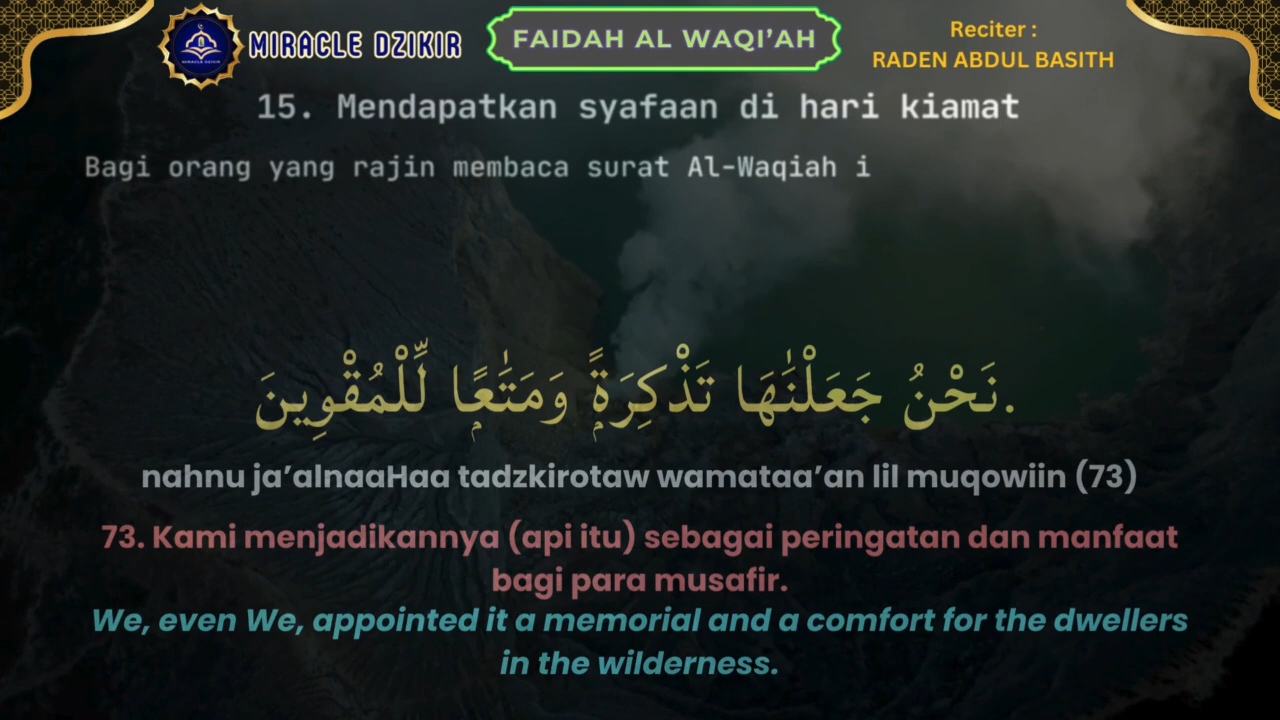 MIRACLE DZIKIR
MIRACLE DZIKIR
FAIDAH AL WAQI’AH
Reciter :
RADEN ABDUL BASITH
15. Mendapatkan syafaan di hari kiamat
Bagi orang yang rajin membaca surat Al-Waqiah i
نَحْنُ جَعَلْنَٰهَا تَذْكِرَةًۭ وَمَتَٰعًۭا لِّلْمُقْوِينَ.
nahnu ja’alnaaHaa tadzkirotaw wamataa’an lil muqowiin (73)
73. Kami menjadikannya (api itu) sebagai peringatan dan manfaat
bagi para musafir.
We, even We, appointed it a memorial and a comfort for the dwellers
in the wilderness.